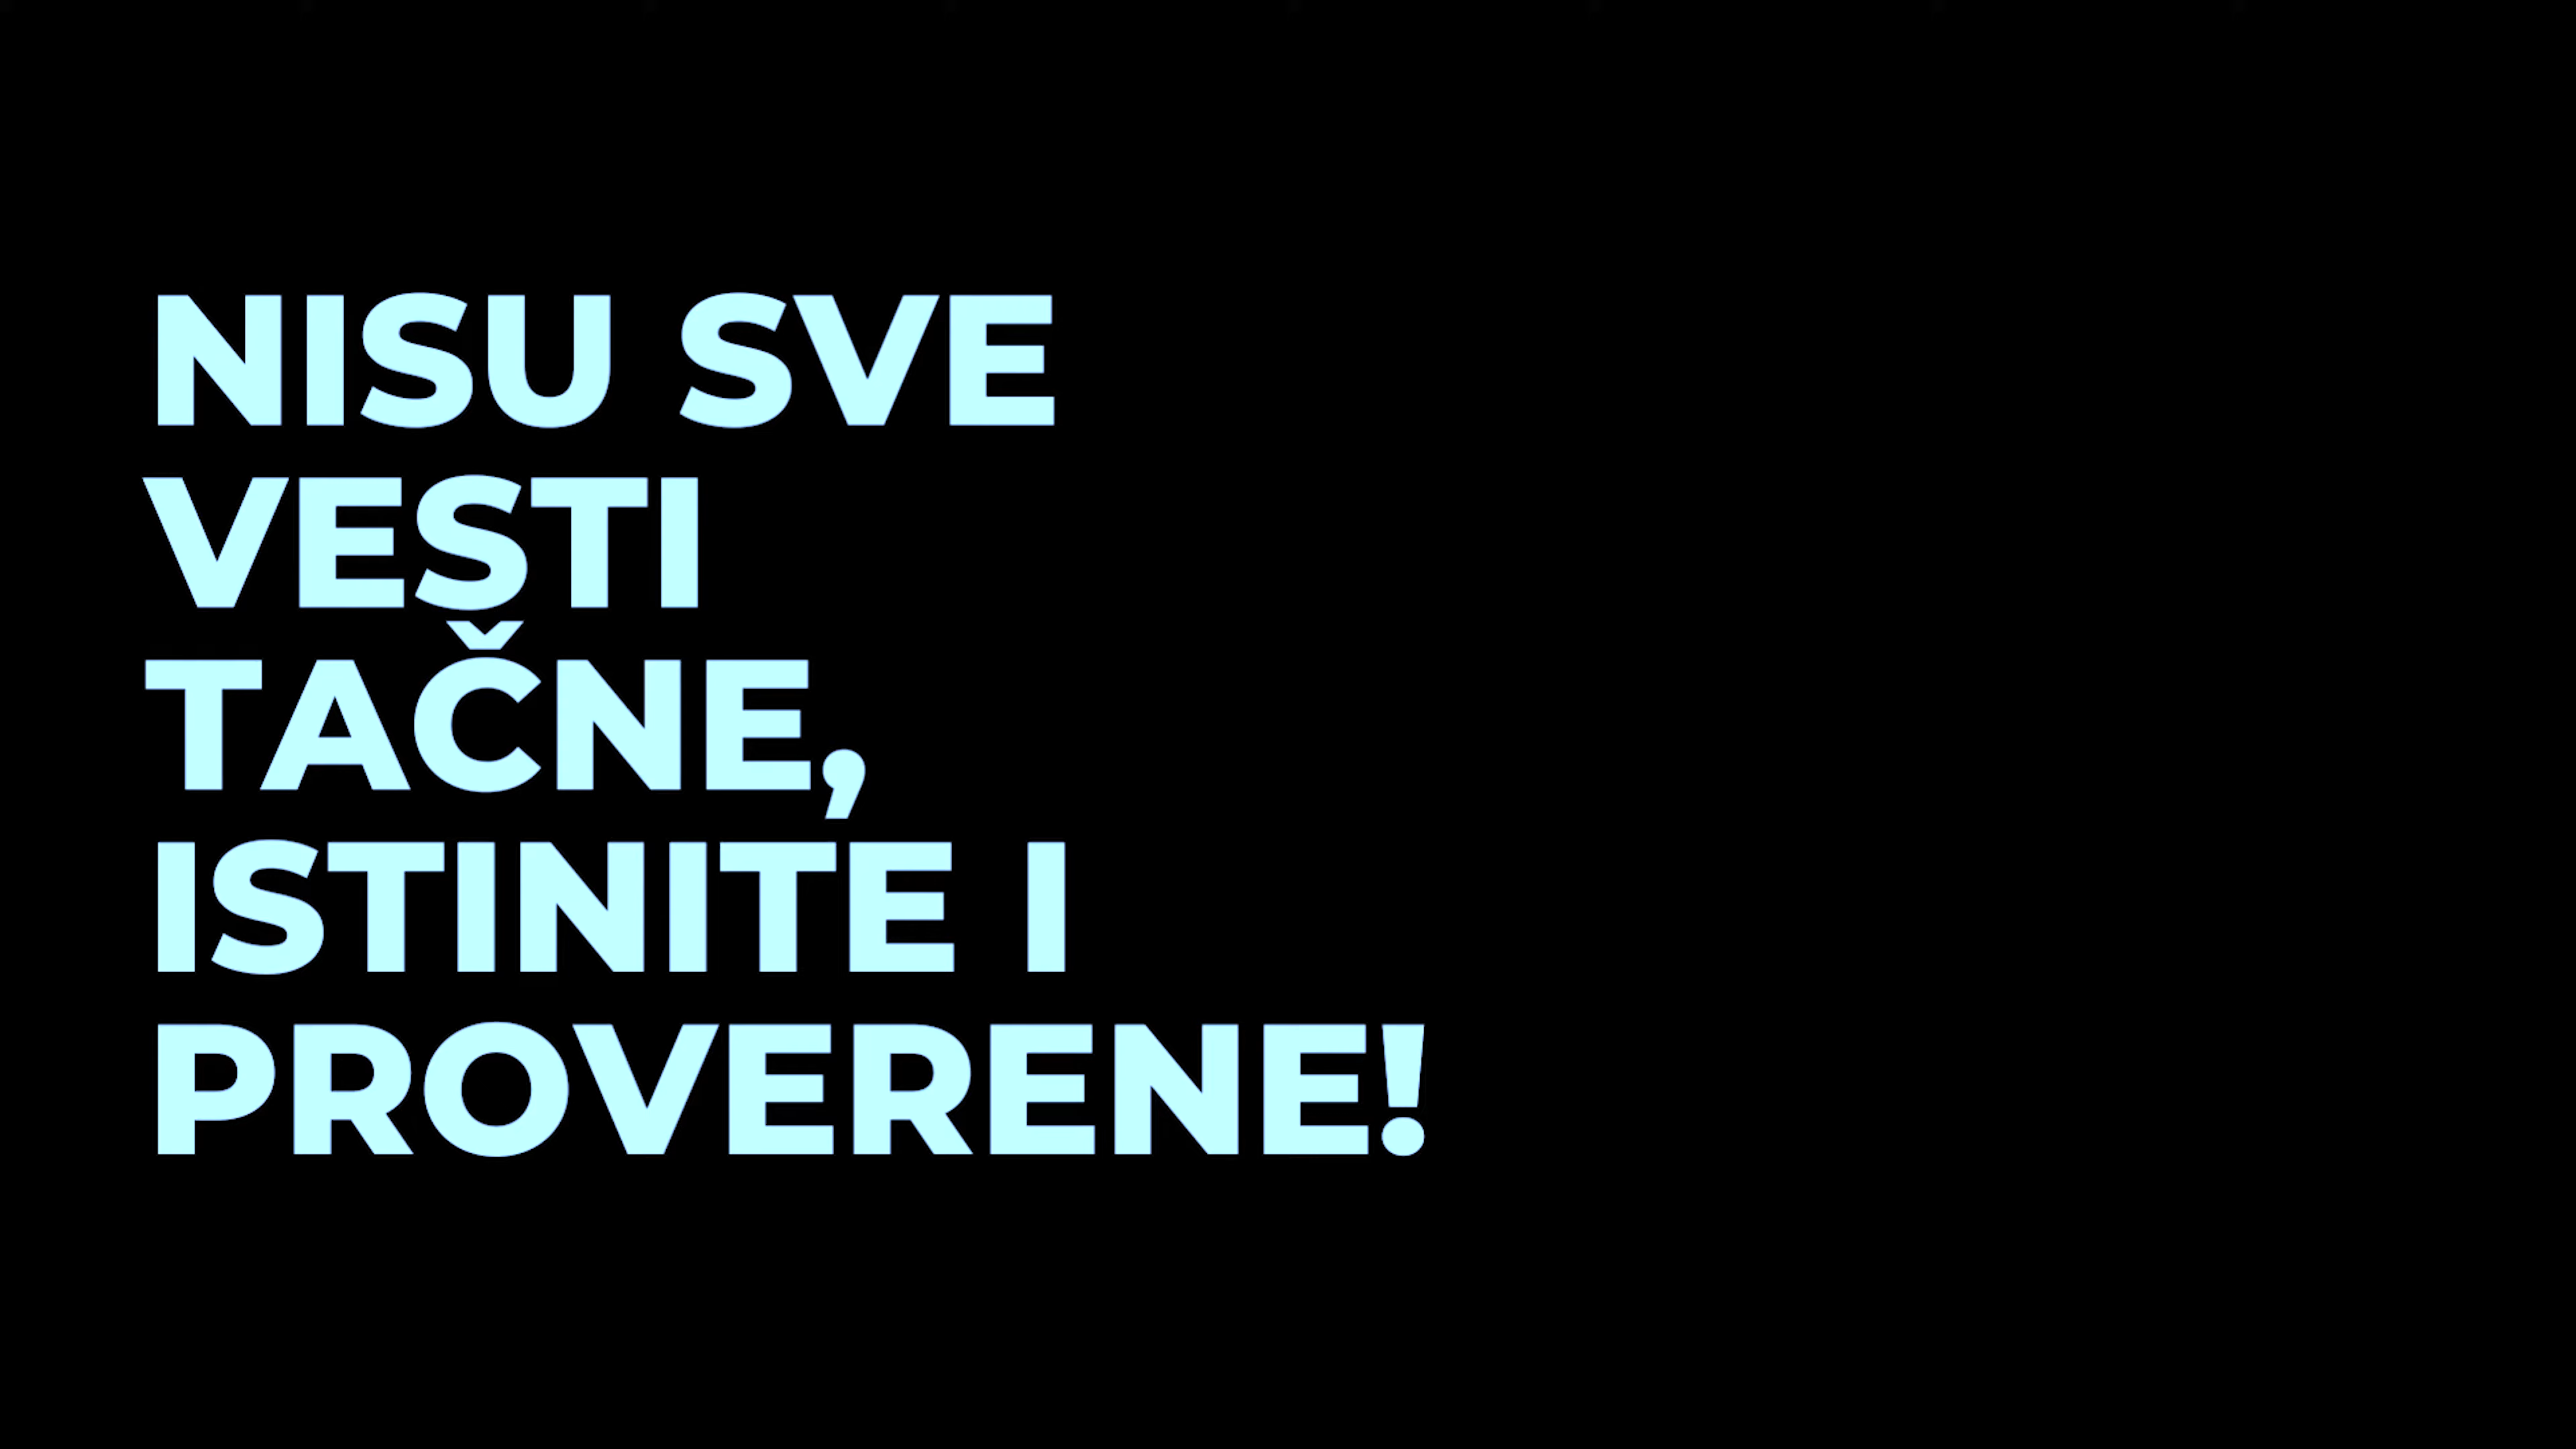 NISU SVE
VESTI
TAČNE,
ISTINITE I
PROVERENE!